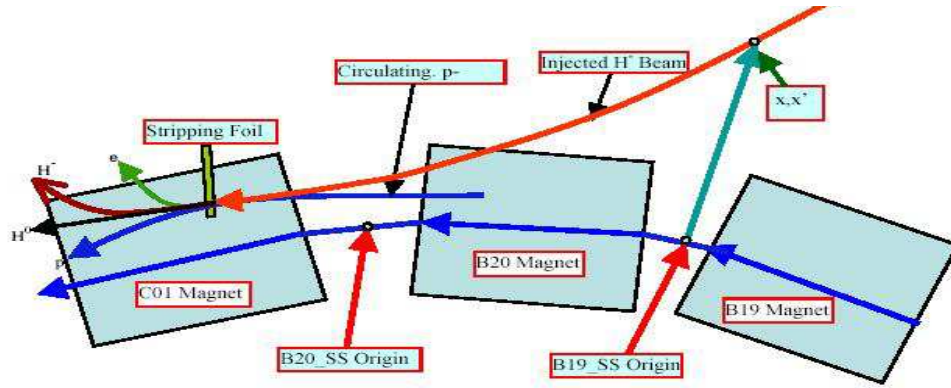 Circulating. p-
Injected H- Beam
x,x'
Stripping Foil
H-
e
H0
p
C01 Magnet
B20 Magnet
B19 Magnet
B20_SS Origin
B19_SS Origin